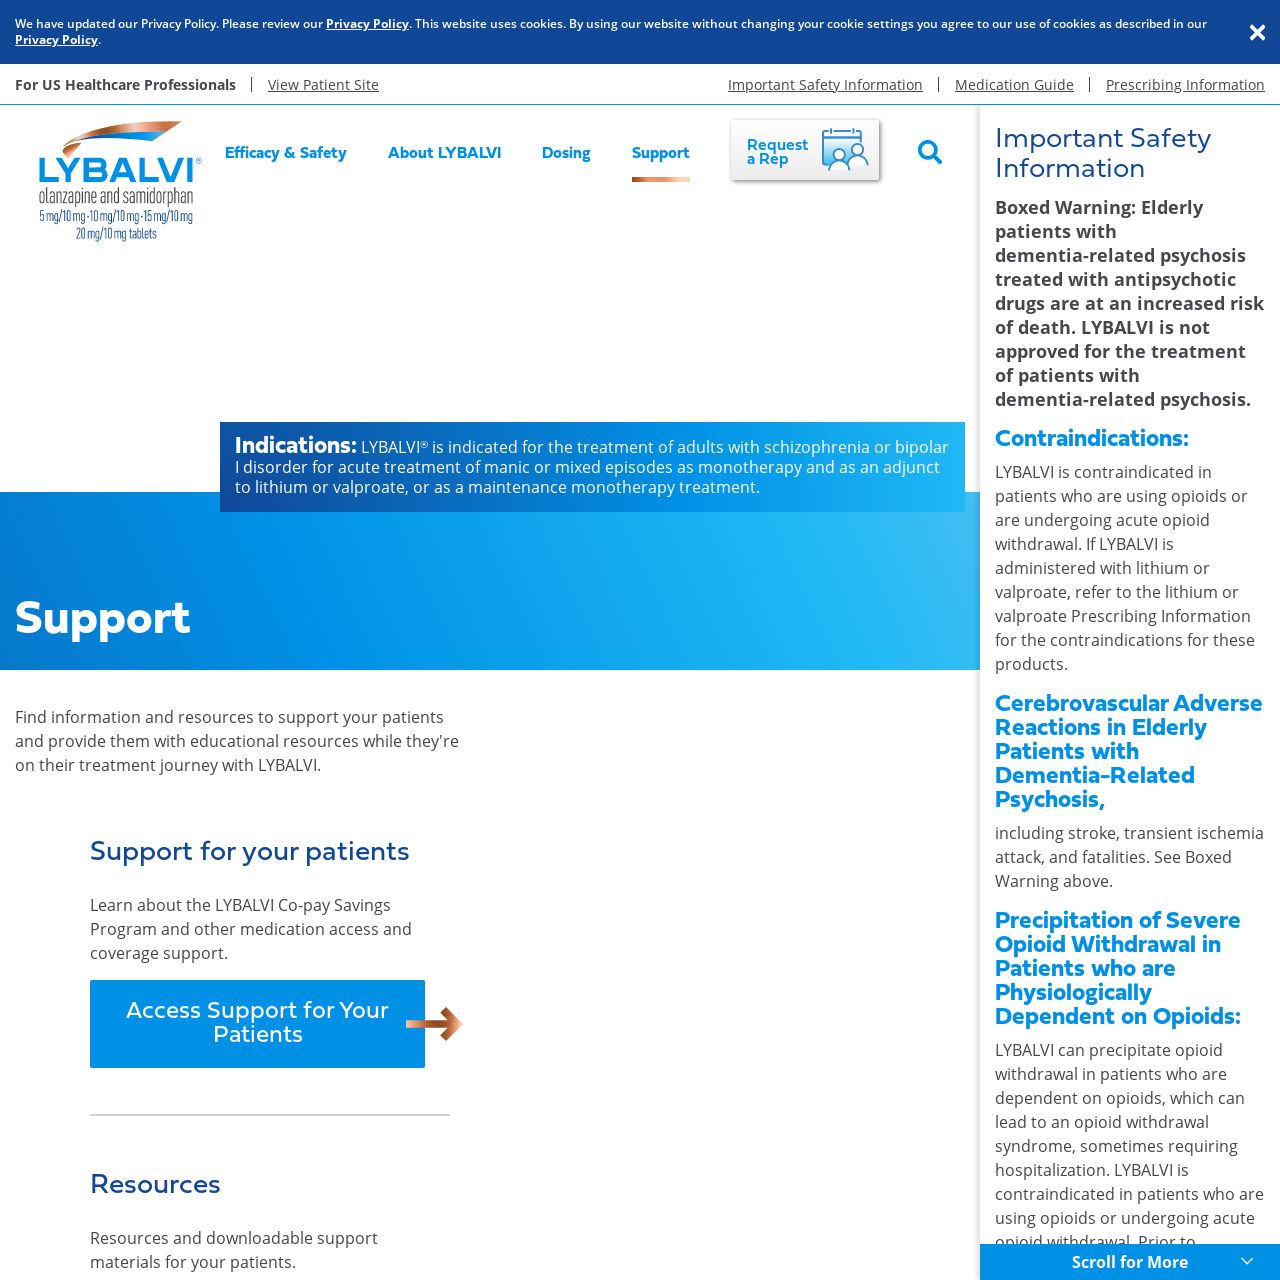 We have updated our Privacy Policy. Please review our Privacy Policy. This website uses cookies. By using our website without changing your cookie settings you agree to our use of cookies as described in our
Privacy Policy.
For US Healthcare Professionals
View Patient Site
Important Safety Information
Medication Guide
Prescribing Information
LYBALVI®
olanzapine and samidorphan
5 mg/10 mg·10 mg/10 mg·15 mg/10 mg
20 mg/10 mg tablets
Efficacy & Safety
About LYBALVI
Dosing
Support
Request
a Rep
Indications: LYBALVI® is indicated for the treatment of adults with schizophrenia or bipolar
I disorder for acute treatment of manic or mixed episodes as monotherapy and as an adjunct
to lithium or valproate, or as a maintenance monotherapy treatment.
Support
Find information and resources to support your patients
and provide them with educational resources while they're
on their treatment journey with LYBALVI.
Support for your patients
Learn about the LYBALVI Co-pay Savings
Program and other medication access and
coverage support.
Access Support for Your
Patients
Resources
Resources and downloadable support
materials for your patients.
Important Safety
Information
Boxed Warning: Elderly
patients with
dementia-related psychosis
treated with antipsychotic
drugs are at an increased risk
of death. LYBALVI is not
approved for the treatment
of patients with
dementia-related psychosis.
Contraindications:
LYBALVI is contraindicated in
patients who are using opioids or
are undergoing acute opioid
withdrawal. If LYBALVI is
administered with lithium or
valproate, refer to the lithium or
valproate Prescribing Information
for the contraindications for these
products.
Cerebrovascular Adverse
Reactions in Elderly
Patients with
Dementia-Related
Psychosis,
including stroke, transient ischemia
attack, and fatalities. See Boxed
Warning above.
Precipitation of Severe
Opioid Withdrawal in
Patients who are
Physiologically
Dependent on Opioids:
LYBALVI can precipitate opioid
withdrawal in patients who are
dependent on opioids, which can
lead to an opioid withdrawal
syndrome, sometimes requiring
hospitalization. LYBALVI is
contraindicated in patients who are
using opioids or undergoing acute
opioid withdrawal. Prior to
Scroll for More